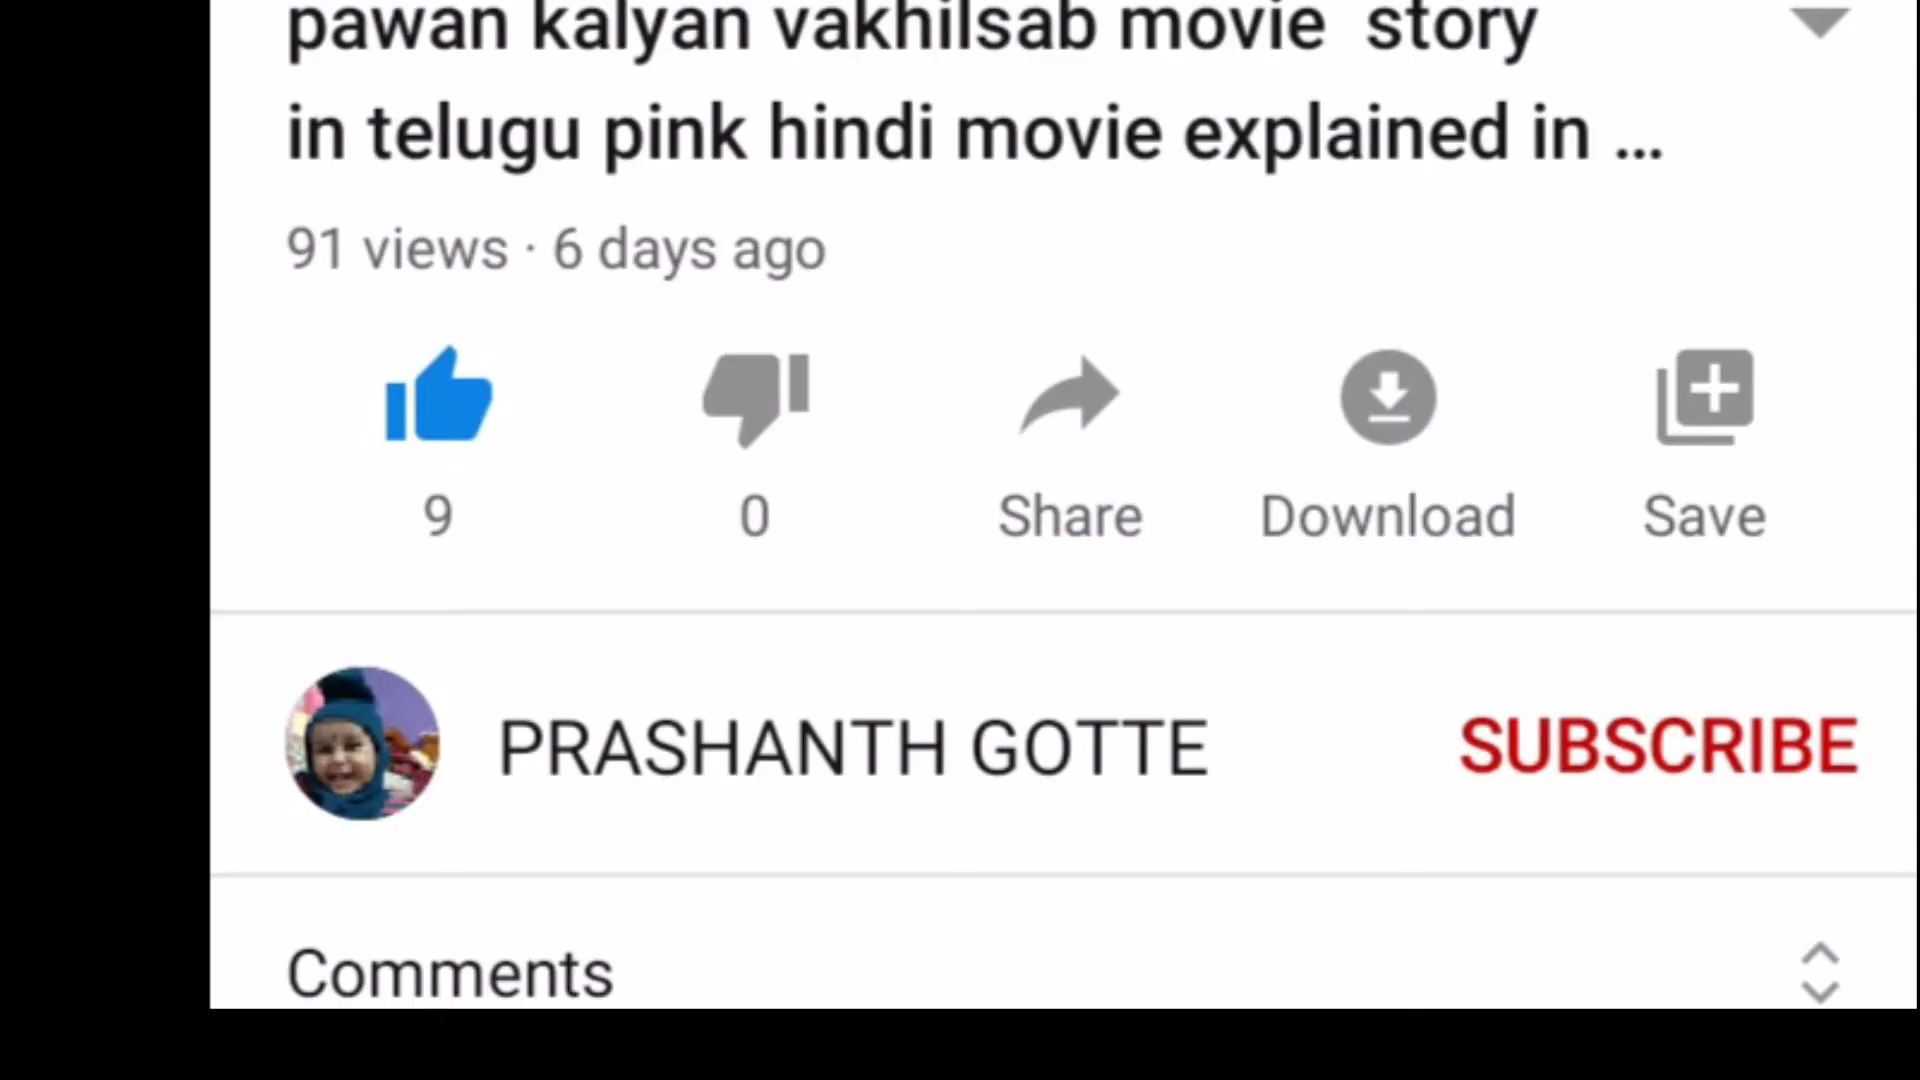 pawan kalyan vakhilsab movie story
in telugu pink hindi movie explained in ...
91 views · 6 days ago
9
0
Share
Download
Save
PRASHANTH GOTTE
SUBSCRIBE
Comments